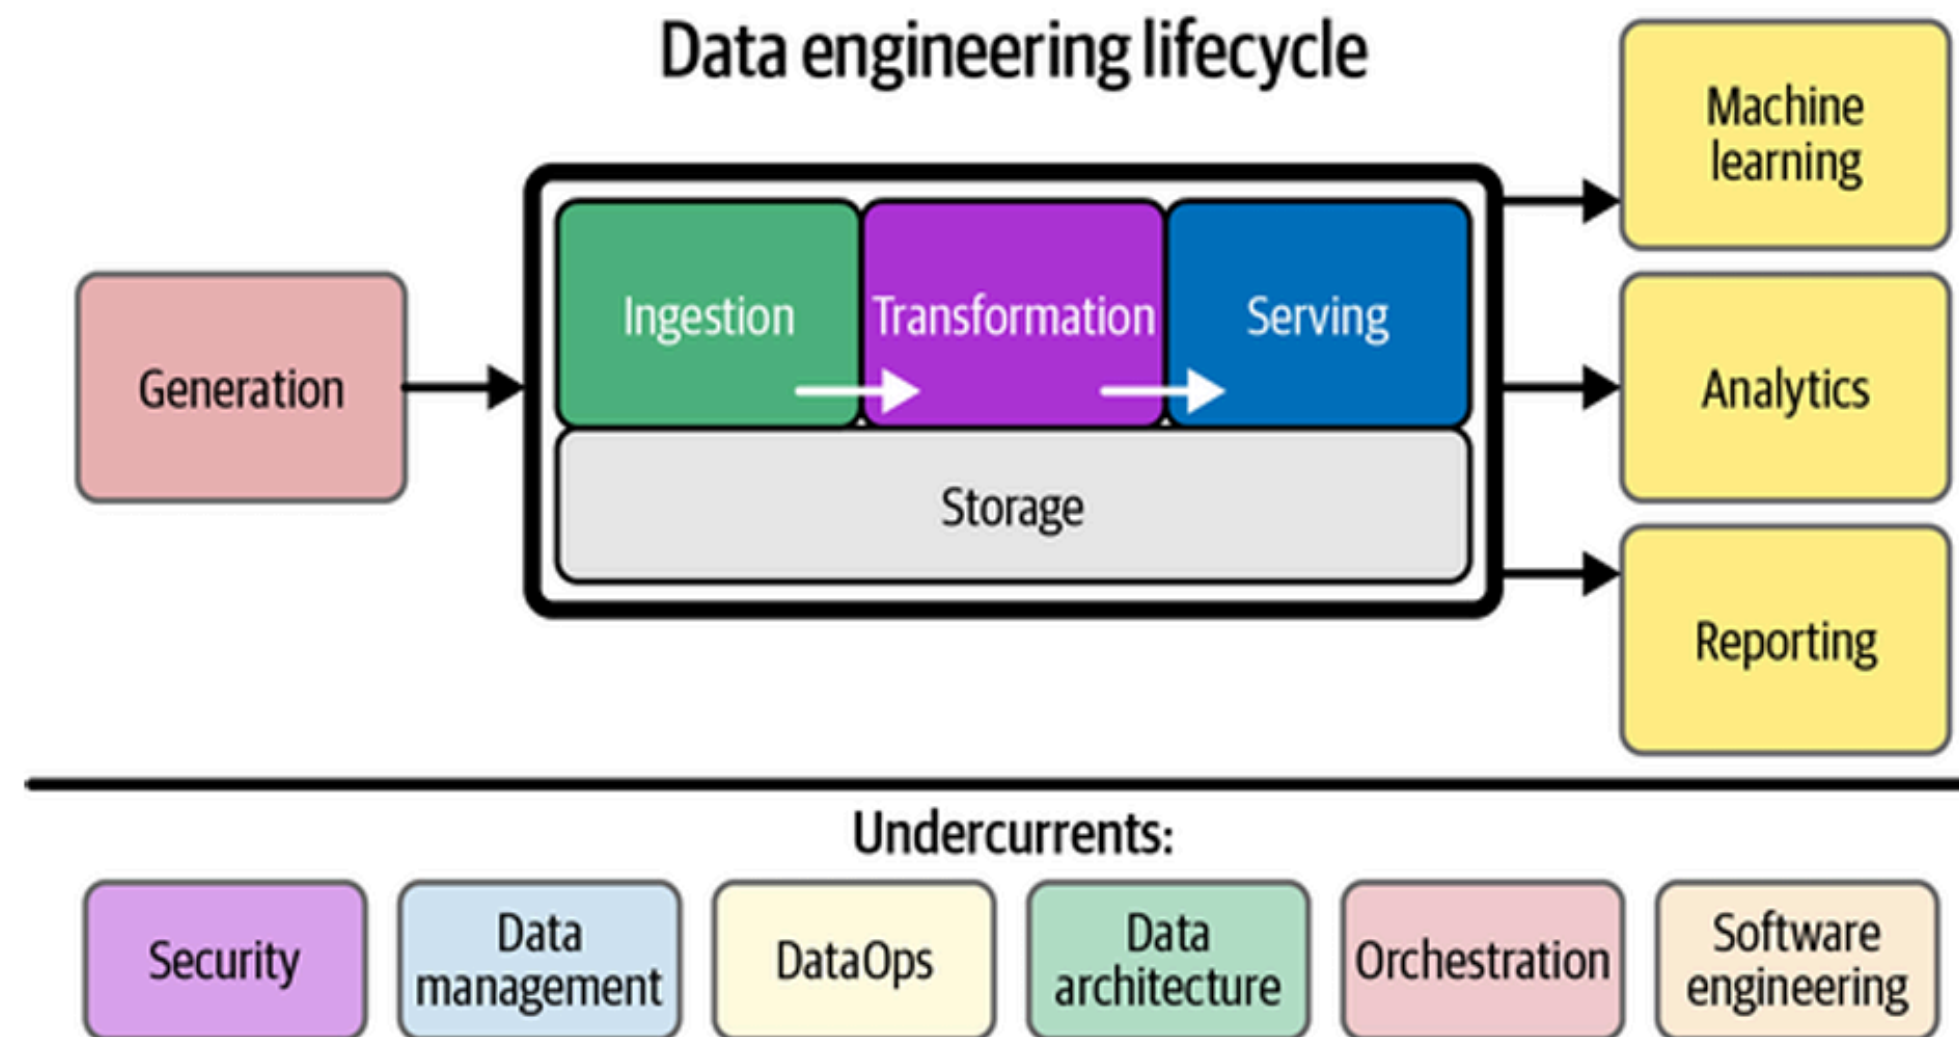 Data engineering lifecycle
Generation
Ingestion
Transformation
Serving
Storage
Machine
learning
Analytics
Reporting
Undercurrents:
Security
Data
management
DataOps
Data
architecture
Orchestration
Software
engineering